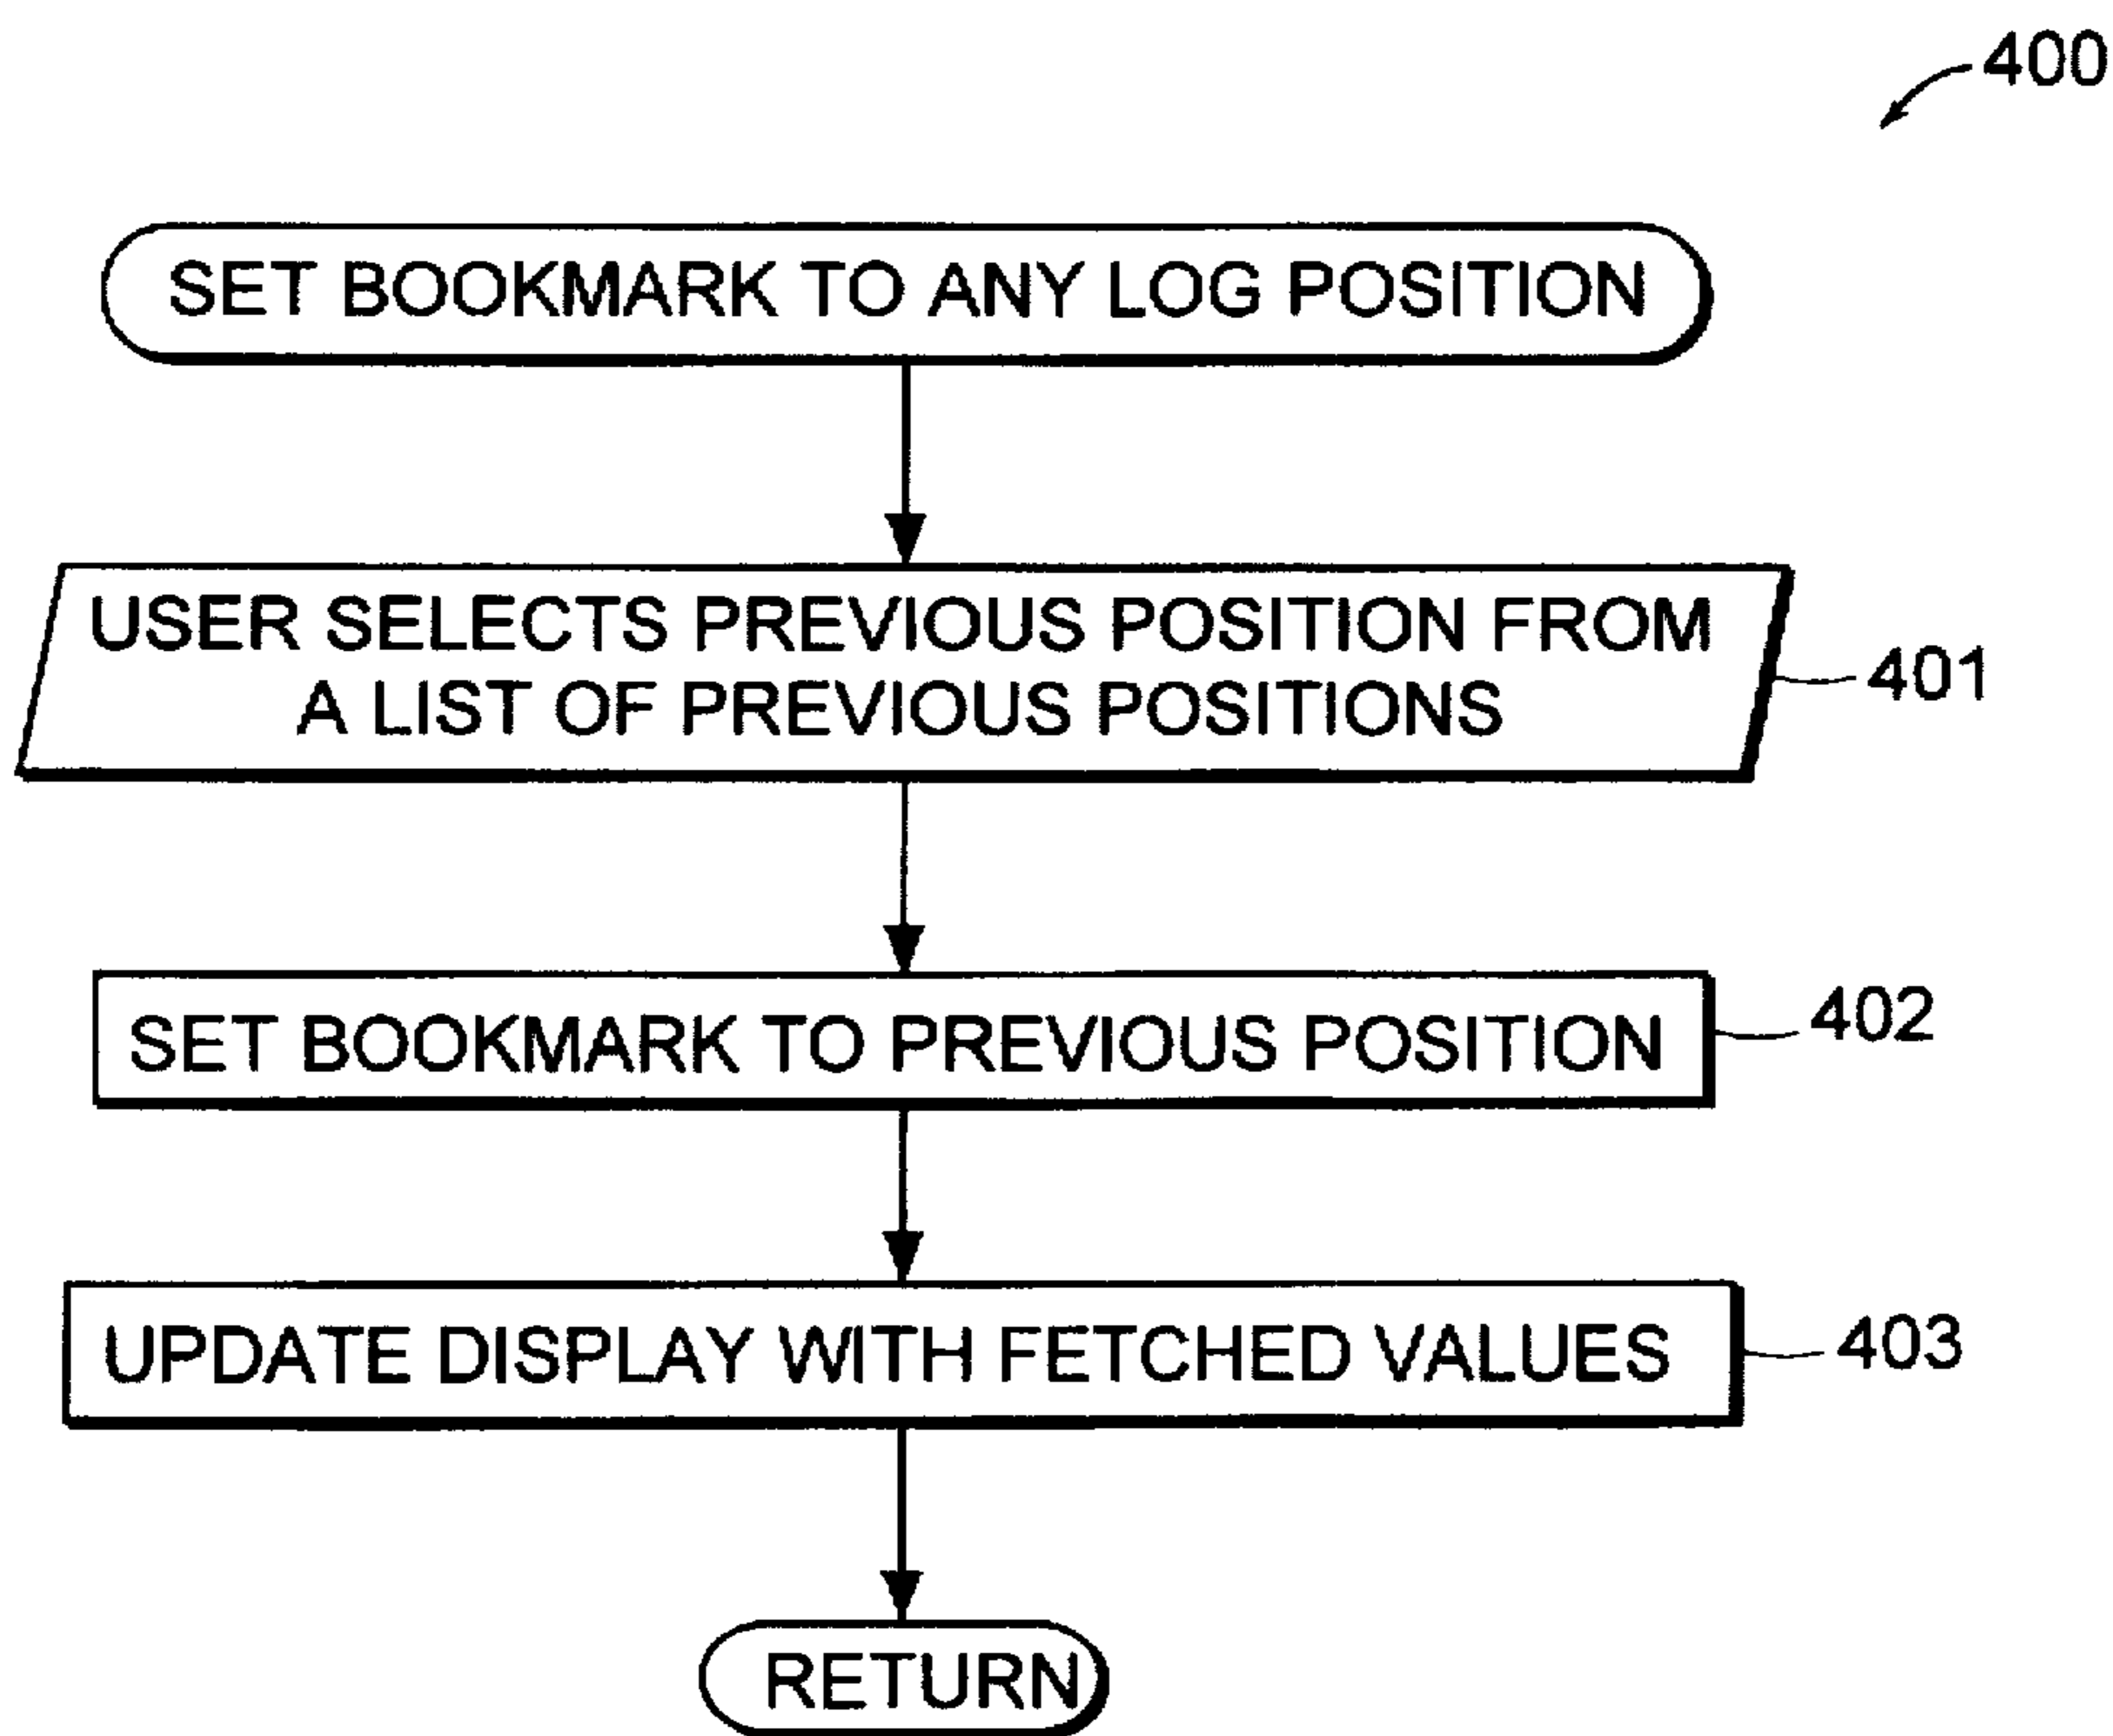 400
SET BOOKMARK TO ANY LOG POSITION
USER SELECTS PREVIOUS POSITION FROM
A LIST OF PREVIOUS POSITIONS
401
SET BOOKMARK TO PREVIOUS POSITION
402
UPDATE DISPLAY WITH FETCHED VALUES
403
RETURN